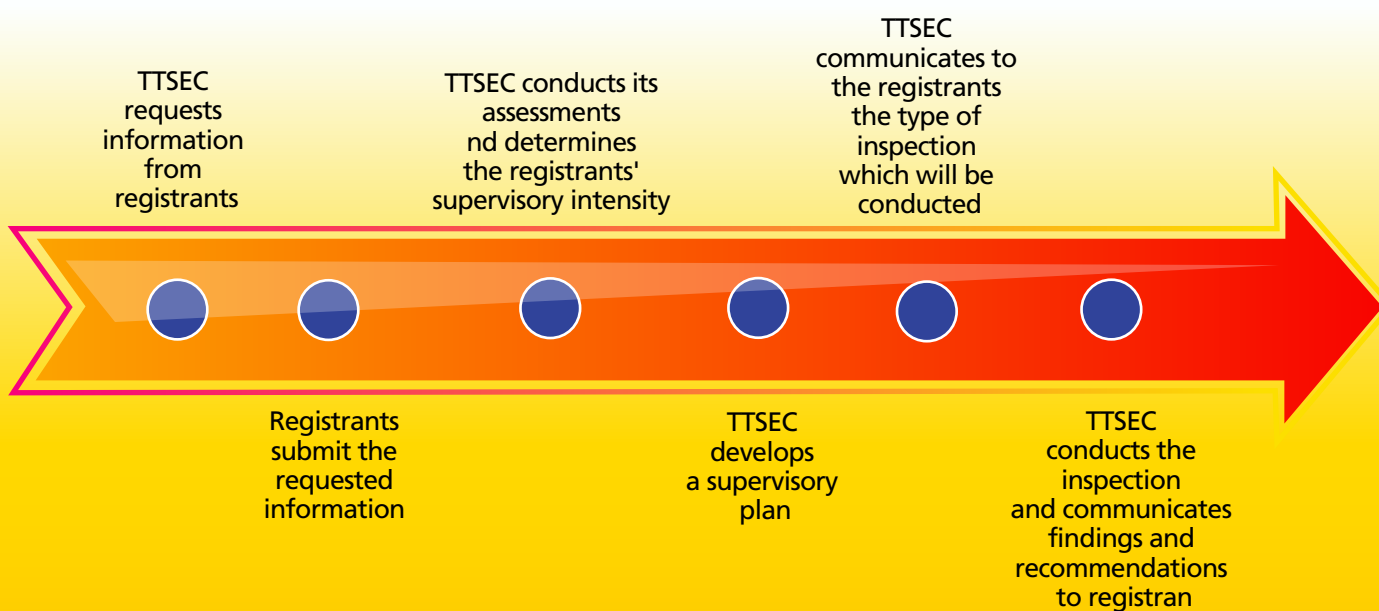 TTSEC
requests
information
from
registrants
Registrants
submit the
requested
information
TTSEC conducts its
assessments
nd determines
the registrants'
supervisory intensity
TTSEC
develops
a supervisory
plan
TTSEC
communicates to
the registrants
the type of
inspection
which will be
conducted
TTSEC
conducts the
inspection
and communicates
findings and
recommendations
to registran